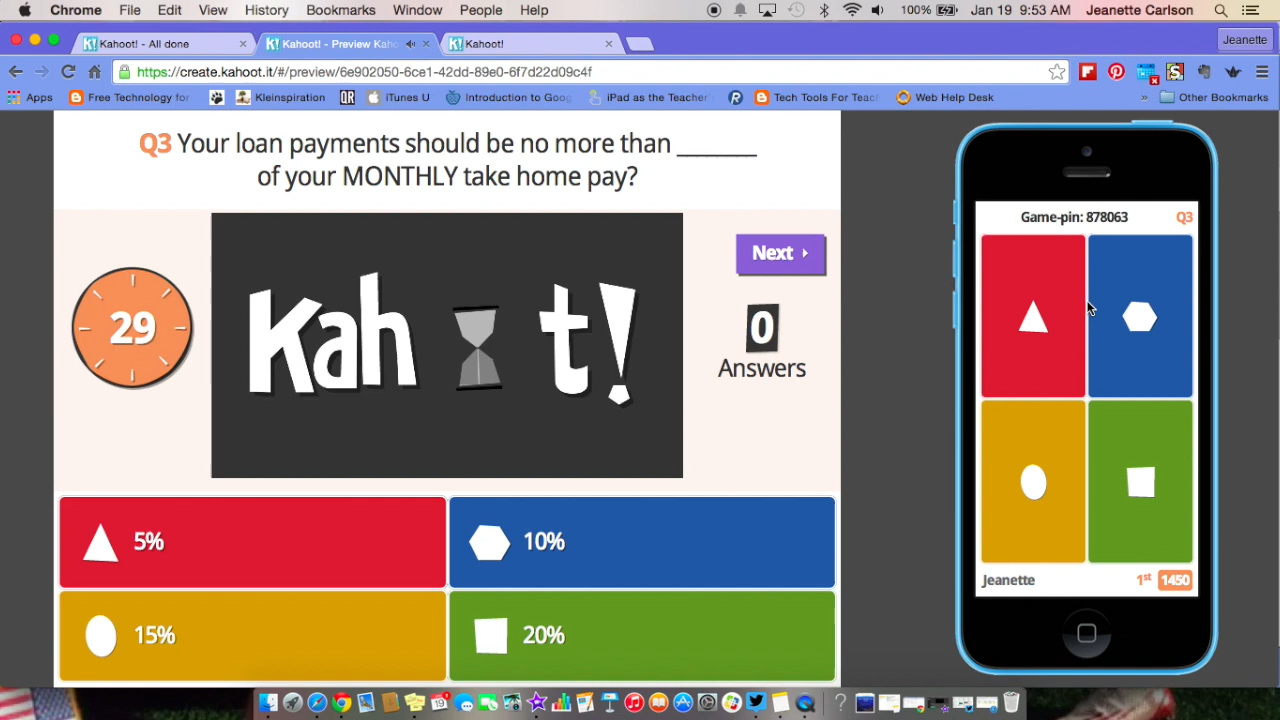 Chrome File Edit View History Bookmarks Window People Help 100% Jan 19 9:53 AM Jeanette Carlson
Kahoot! - All done Kahoot! - Preview Kaho Kahoot! Jeanette
https://create.kahoot.it/#/preview/6e902050-6ce1-42dd-89e0-6f7d22d09c4f
Apps Free Technology for Kleinspiration QR iTunes U Introduction to Goog iPad as the Teacher' Tech Tools For Teac Web Help Desk » Other Bookmarks
Q3 Your loan payments should be no more than ________
of your MONTHLY take home pay?
29
Kah t!
Next
0
Answers
5%
10%
15%
20%
Game-pin: 878063 Q3
Jeanette 1st 1450